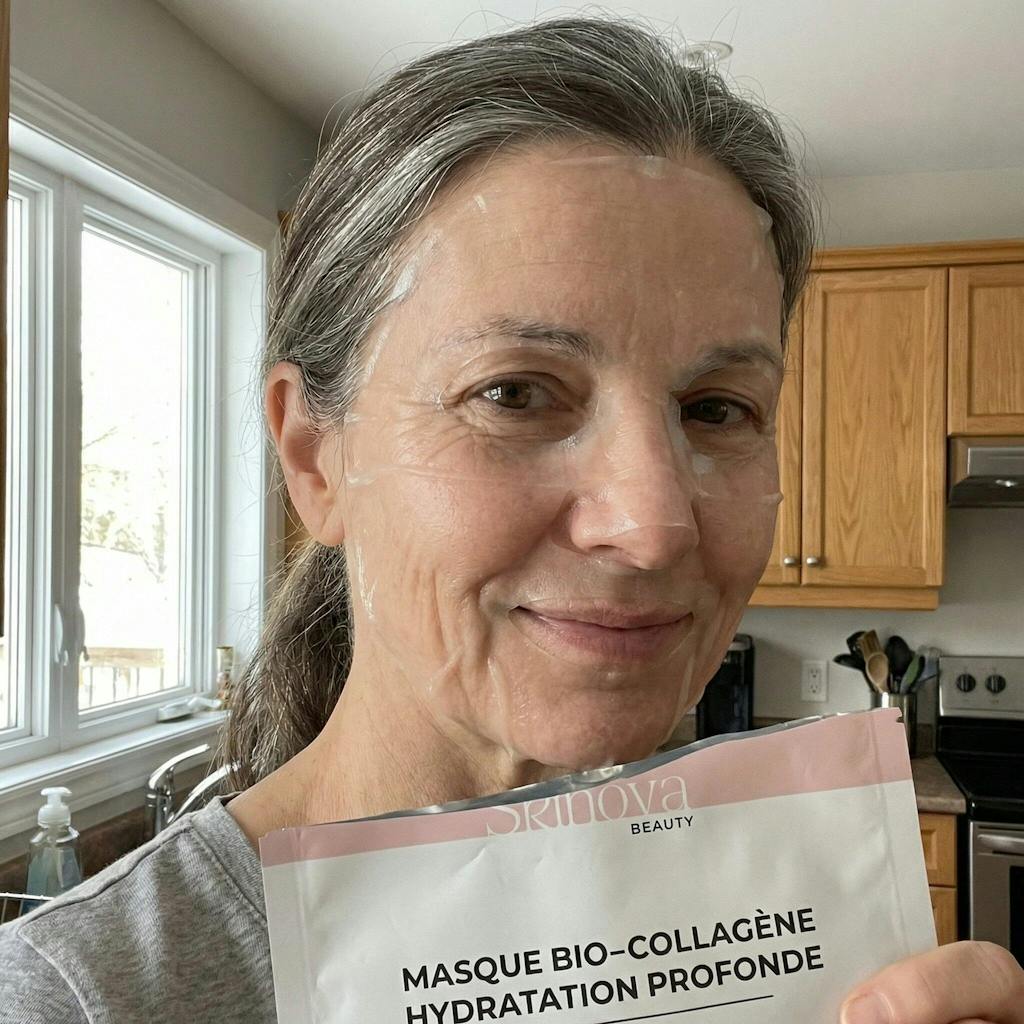 Skinova
BEAUTY
MASQUE BIO-COLLAGÈNE
HYDRATATION PROFONDE